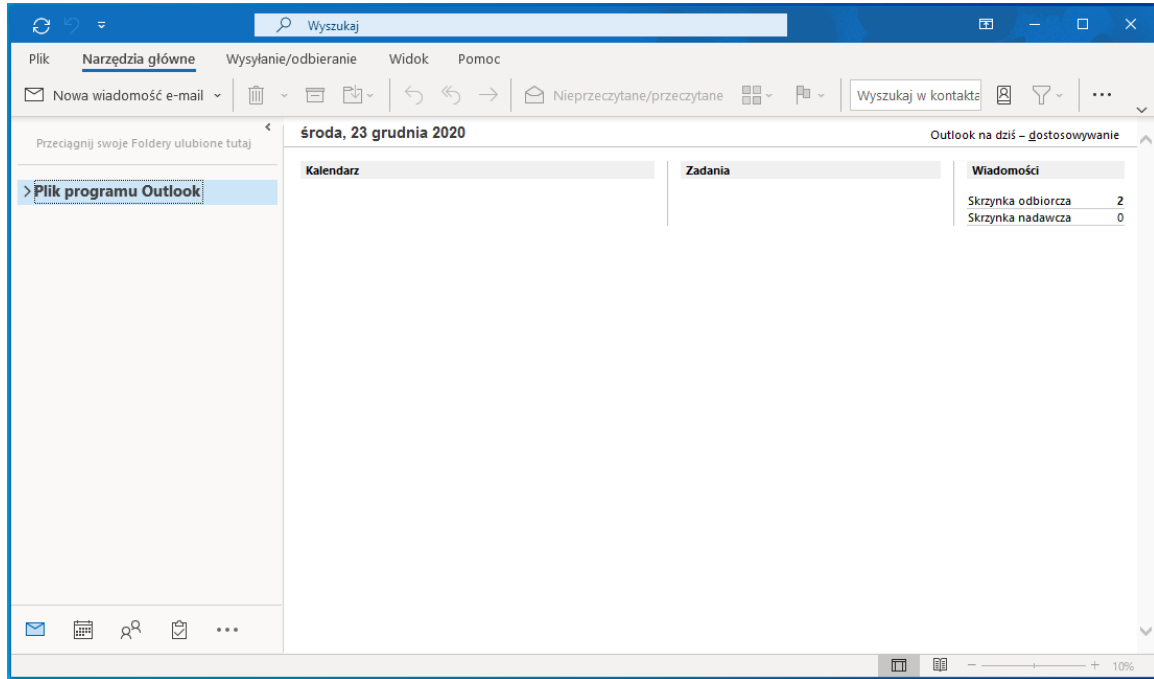 Wyszukaj
Plik Narzędzia główne Wysyłanie/odbieranie Widok Pomoc
Nowa wiadomość e-mail Nieprzeczytane/przeczytane Wyszukaj w kontakta
Przeciągnij swoje Foldery ulubione tutaj
Plik programu Outlook
środa, 23 grudnia 2020 Outlook na dziś – dostosowywanie
Kalendarz Zadania Wiadomości
Skrzynka odbiorcza 2
Skrzynka nadawcza 0
10%